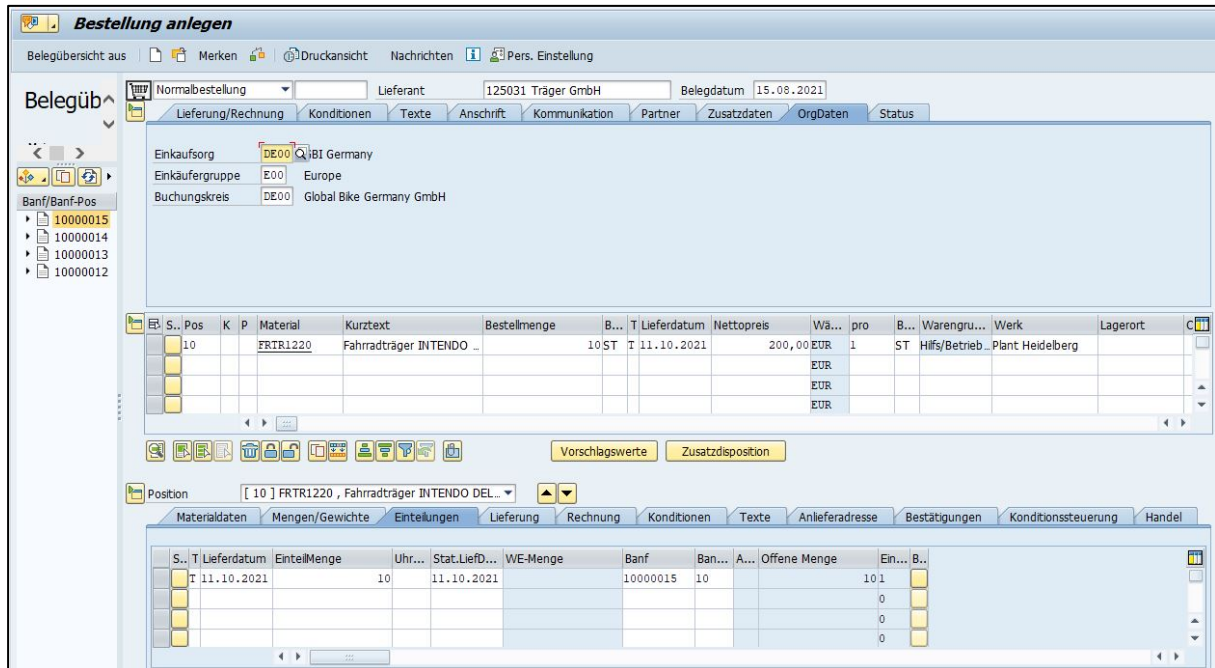 Bestellung anlegen
Belegübersicht aus Merken Druckansicht Nachrichten Pers. Einstellung
Belegüb
Normalbestellung Lieferant 125031 Träger GmbH Belegdatum 15.08.2021
Lieferung/Rechnung Konditionen Texte Anschrift Kommunikation Partner Zusatzdaten OrgDaten Status
Einkaufsorg DE00 GBI Germany
Einkäufergruppe E00 Europe
Buchungskreis DE00 Global Bike Germany GmbH
Banf/Banf-Pos
10000015
10000014
10000013
10000012
S.. Pos K P Material Kurztext Bestellmenge B... T Lieferdatum Nettopreis Wä... pro B... Warengru... Werk Lagerort C
10 FRTR1220 Fahrradträger INTENDO ... 10 ST T 11.10.2021 200,00 EUR 1 ST Hilfs/Betrieb... Plant Heidelberg
EUR
EUR
EUR
Vorschlagswerte Zusatzdisposition
Position [ 10 ] FRTR1220 , Fahrradträger INTENDO DEL...
Materialdaten Mengen/Gewichte Einteilungen Lieferung Rechnung Konditionen Texte Anlieferadresse Bestätigungen Konditionssteuerung Handel
S.. T Lieferdatum EinteilMenge Uhr... Stat.LiefD... WE-Menge Banf Ban... A... Offene Menge Ein... B..
T 11.10.2021 10 11.10.2021 10000015 10 10 1
0
0
0